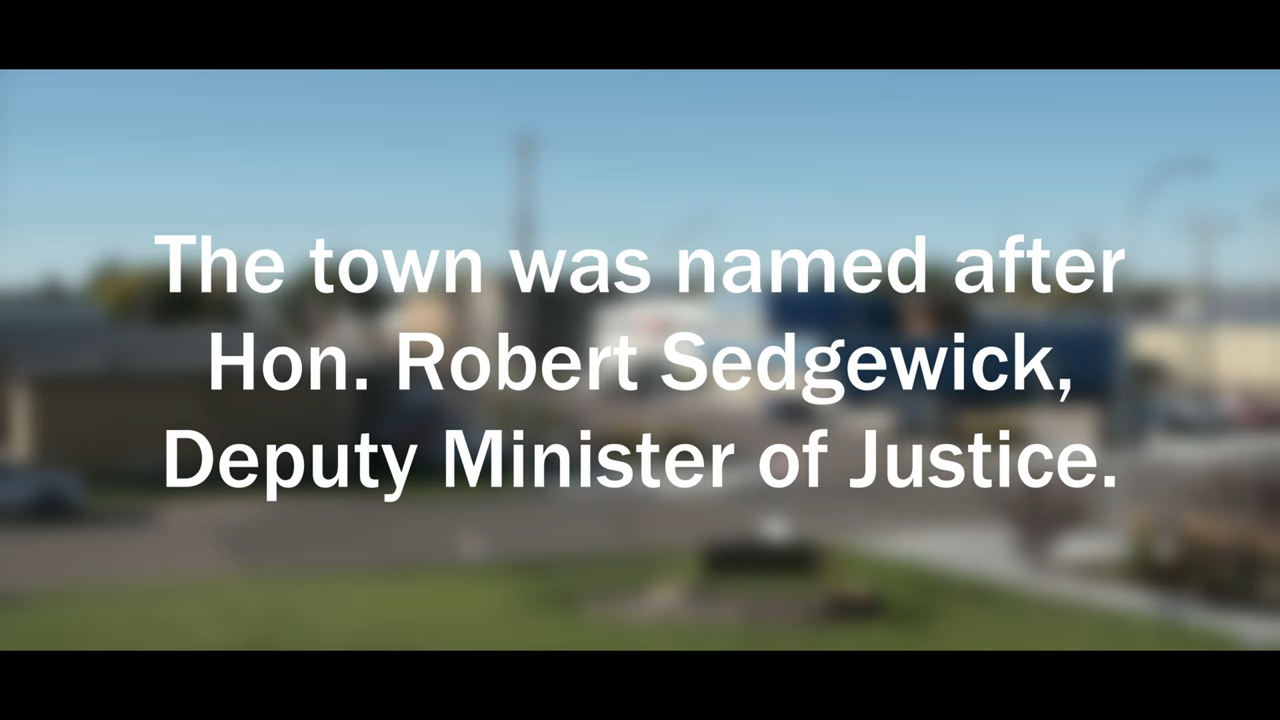 The town was named after
Hon. Robert Sedgewick,
Deputy Minister of Justice.